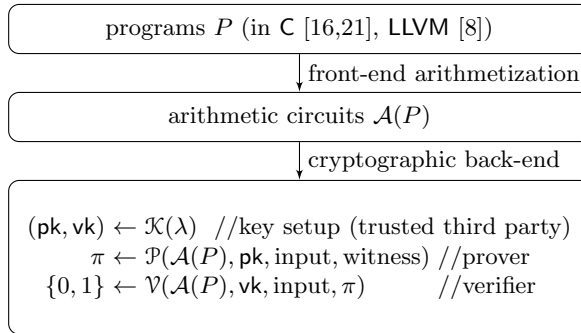 programs P (in C [16,21], LLVM [8])
front-end arithmetization
arithmetic circuits 𝒜(P)
cryptographic back-end
(pk, vk) ← 𝒦(λ) //key setup (trusted third party)
π ← 𝒫(𝒜(P), pk, input, witness) //prover
{0, 1} ← 𝒱(𝒜(P), vk, input, π) //verifier